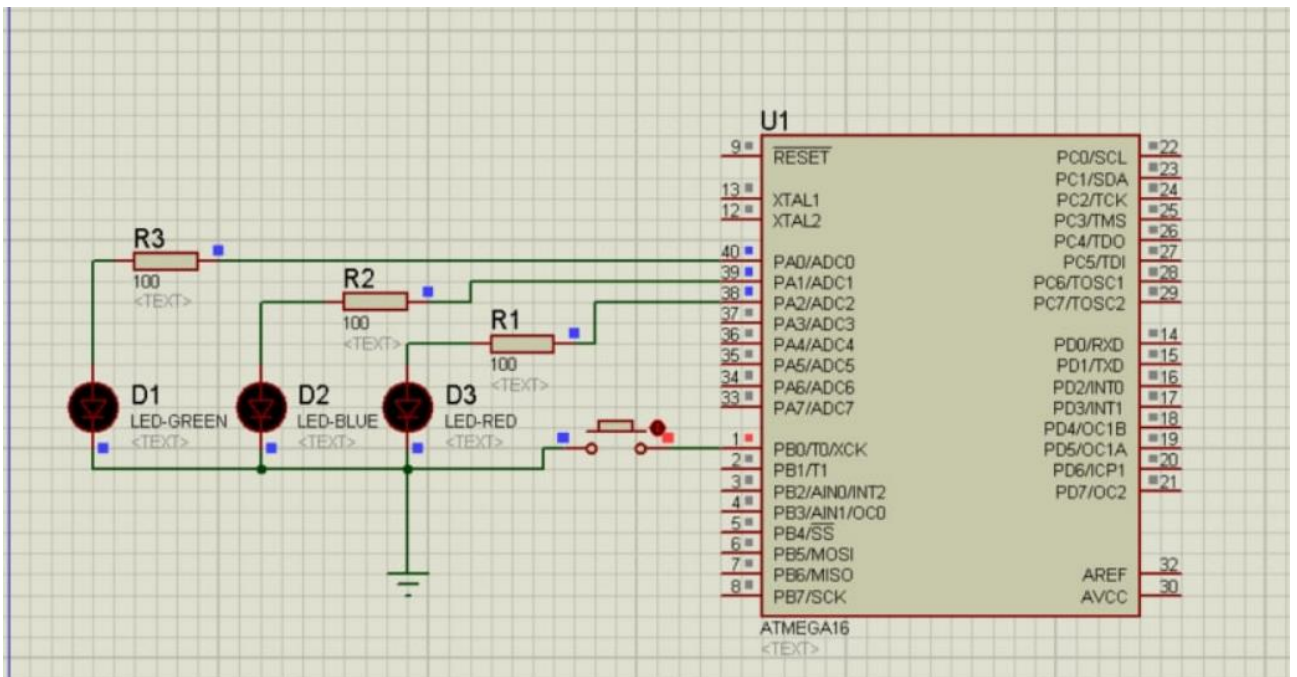 R3
100
<TEXT>
R2
100
<TEXT>
R1
100
<TEXT>
D1
LED-GREEN
<TEXT>
D2
LED-BLUE
<TEXT>
D3
LED-RED
<TEXT>
U1
9 RESET
13 XTAL1
12 XTAL2
40 PA0/ADC0
39 PA1/ADC1
38 PA2/ADC2
37 PA3/ADC3
36 PA4/ADC4
35 PA5/ADC5
34 PA6/ADC6
33 PA7/ADC7
1 PB0/T0/XCK
2 PB1/T1
3 PB2/AIN0/INT2
4 PB3/AIN1/OC0
5 PB4/SS
6 PB5/MOSI
7 PB6/MISO
8 PB7/SCK
PC0/SCL 22
PC1/SDA 23
PC2/TCK 24
PC3/TMS 25
PC4/TDO 26
PC5/TDI 27
PC6/TOSC1 28
PC7/TOSC2 29
PD0/RXD 14
PD1/TXD 15
PD2/INT0 16
PD3/INT1 17
PD4/OC1B 18
PD5/OC1A 19
PD6/ICP1 20
PD7/OC2 21
AREF 32
AVCC 30
ATMEGA16
<TEXT>